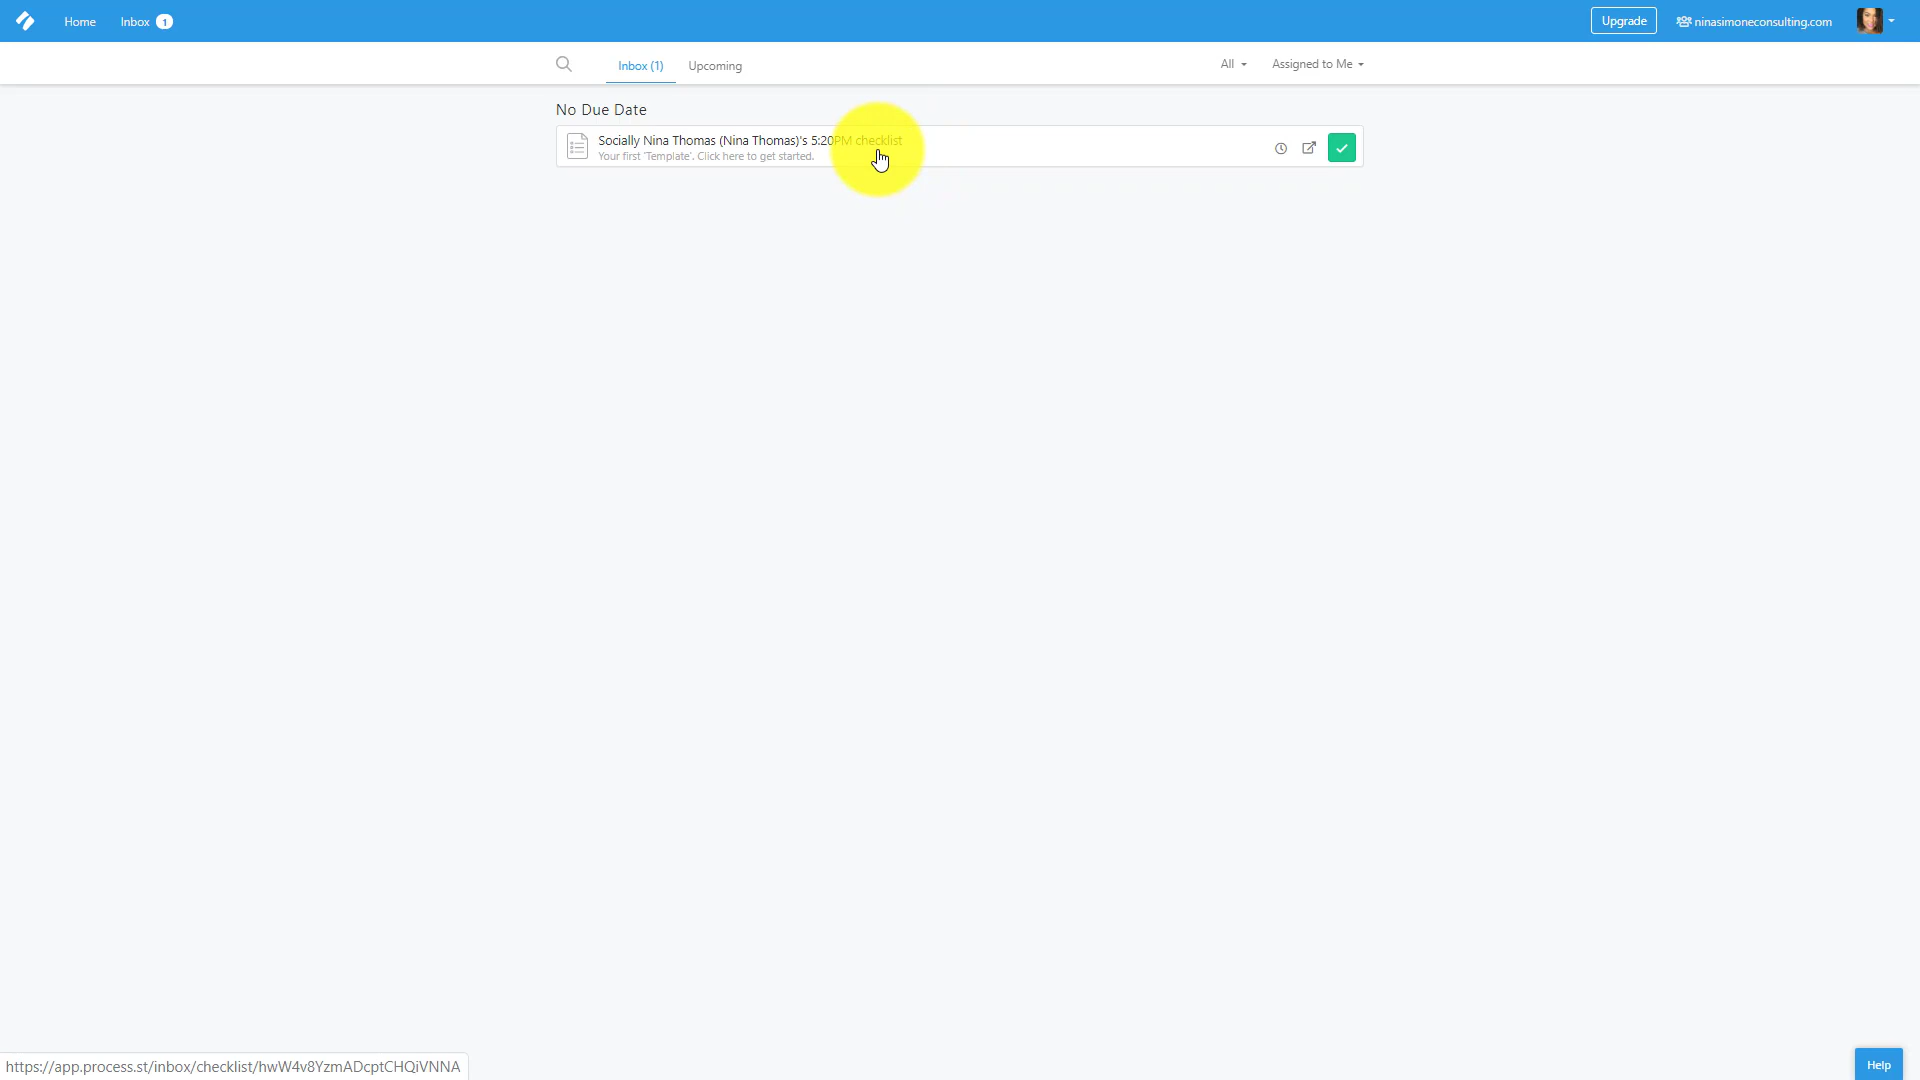 Home
Inbox 1
Upgrade
ninasimoneconsulting.com
Inbox (1)
Upcoming
All
Assigned to Me
No Due Date
Socially Nina Thomas (Nina Thomas)'s 5:20PM checklist
Your first 'Template'. Click here to get started.
https://app.process.st/inbox/checklist/hwW4v8YzmADcptCHQiVNNA
Help